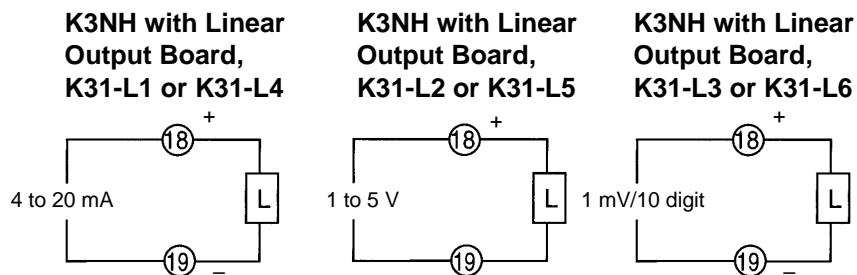 K3NH with Linear
Output Board,
K31-L1 or K31-L4
18
+
4 to 20 mA
L
19
–
K3NH with Linear
Output Board,
K31-L2 or K31-L5
18
+
1 to 5 V
L
19
K3NH with Linear
Output Board,
K31-L3 or K31-L6
18
+
1 mV/10 digit
L
19
–